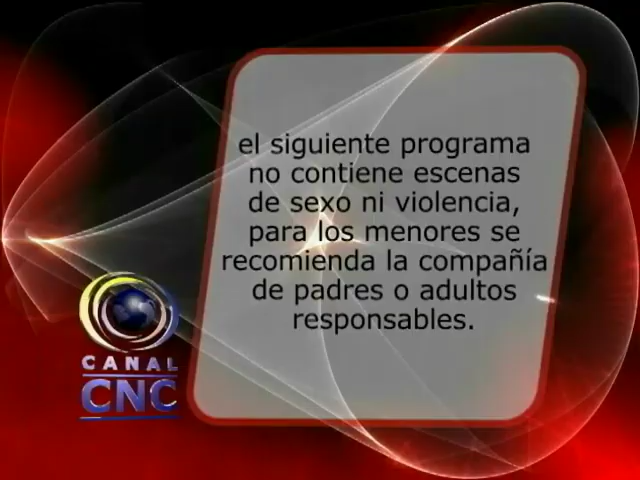 el siguiente programa
no contiene escenas
de sexo ni violencia,
para los menores se
recomienda la compañía
de padres o adultos
responsables.
CANAL
CNC